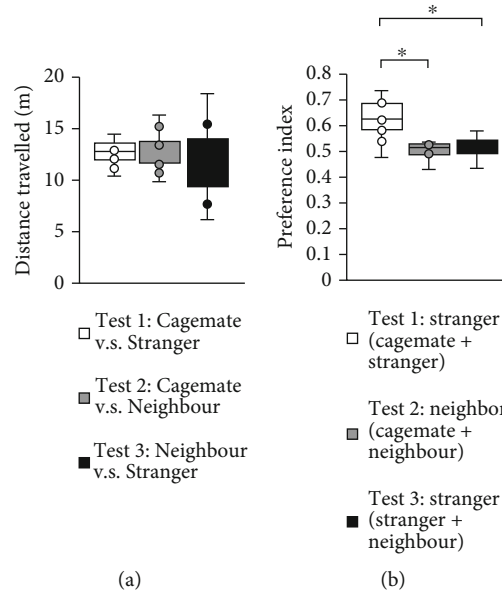 Distance travelled (m)
20
15
10
5
0
Test 1: Cagemate
v.s. Stranger
Test 2: Cagemate
v.s. Neighbour
Test 3: Neighbour
v.s. Stranger
(a)
*
*
Preference index
0.8
0.7
0.6
0.5
0.4
0.3
0.2
0.1
0
Test 1: stranger
(cagemate +
stranger)
Test 2: neighbor
(cagemate +
neighbour)
Test 3: stranger
(stranger +
neighbour)
(b)